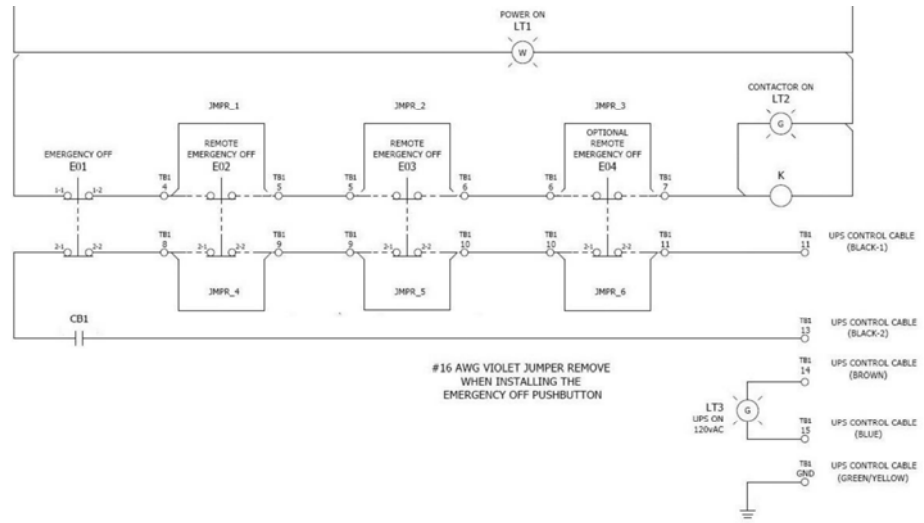 POWER ON
LT1
W
CONTACTOR ON
LT2
G
JMPR_1
JMPR_2
JMPR_3
EMERGENCY OFF
E01
REMOTE
EMERGENCY OFF
E02
REMOTE
EMERGENCY OFF
E03
OPTIONAL
REMOTE
EMERGENCY OFF
E04
K
1-1
1-2
TB1
4
TB1
5
TB1
5
TB1
6
TB1
6
TB1
7
2-1
2-2
TB1
8
2-1
2-2
TB1
9
TB1
9
2-1
2-2
TB1
10
TB1
10
2-1
2-2
TB1
11
TB1
11
UPS CONTROL CABLE
(BLACK-1)
JMPR_4
JMPR_5
JMPR_6
CB1
TB1
13
UPS CONTROL CABLE
(BLACK-2)
#16 AWG VIOLET JUMPER REMOVE
WHEN INSTALLING THE
EMERGENCY OFF PUSHBUTTON
TB1
14
UPS CONTROL CABLE
(BROWN)
LT3
UPS ON
120vAC
G
TB1
15
UPS CONTROL CABLE
(BLUE)
TB1
GND
UPS CONTROL CABLE
(GREEN/YELLOW)